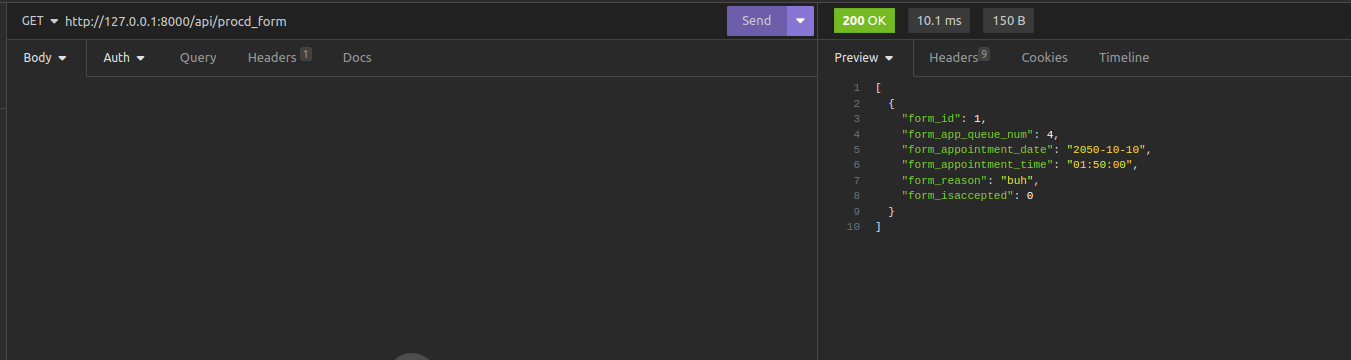 GET http://127.0.0.1:8000/api/procd_form Send 200 OK 10.1 ms 150 B
Body Auth Query Headers 1 Docs Preview Headers 9 Cookies Timeline
1 [
2 {
3 "form_id": 1,
4 "form_app_queue_num": 4,
5 "form_appointment_date": "2050-10-10",
6 "form_appointment_time": "01:50:00",
7 "form_reason": "buh",
8 "form_isaccepted": 0
9 }
10 ]